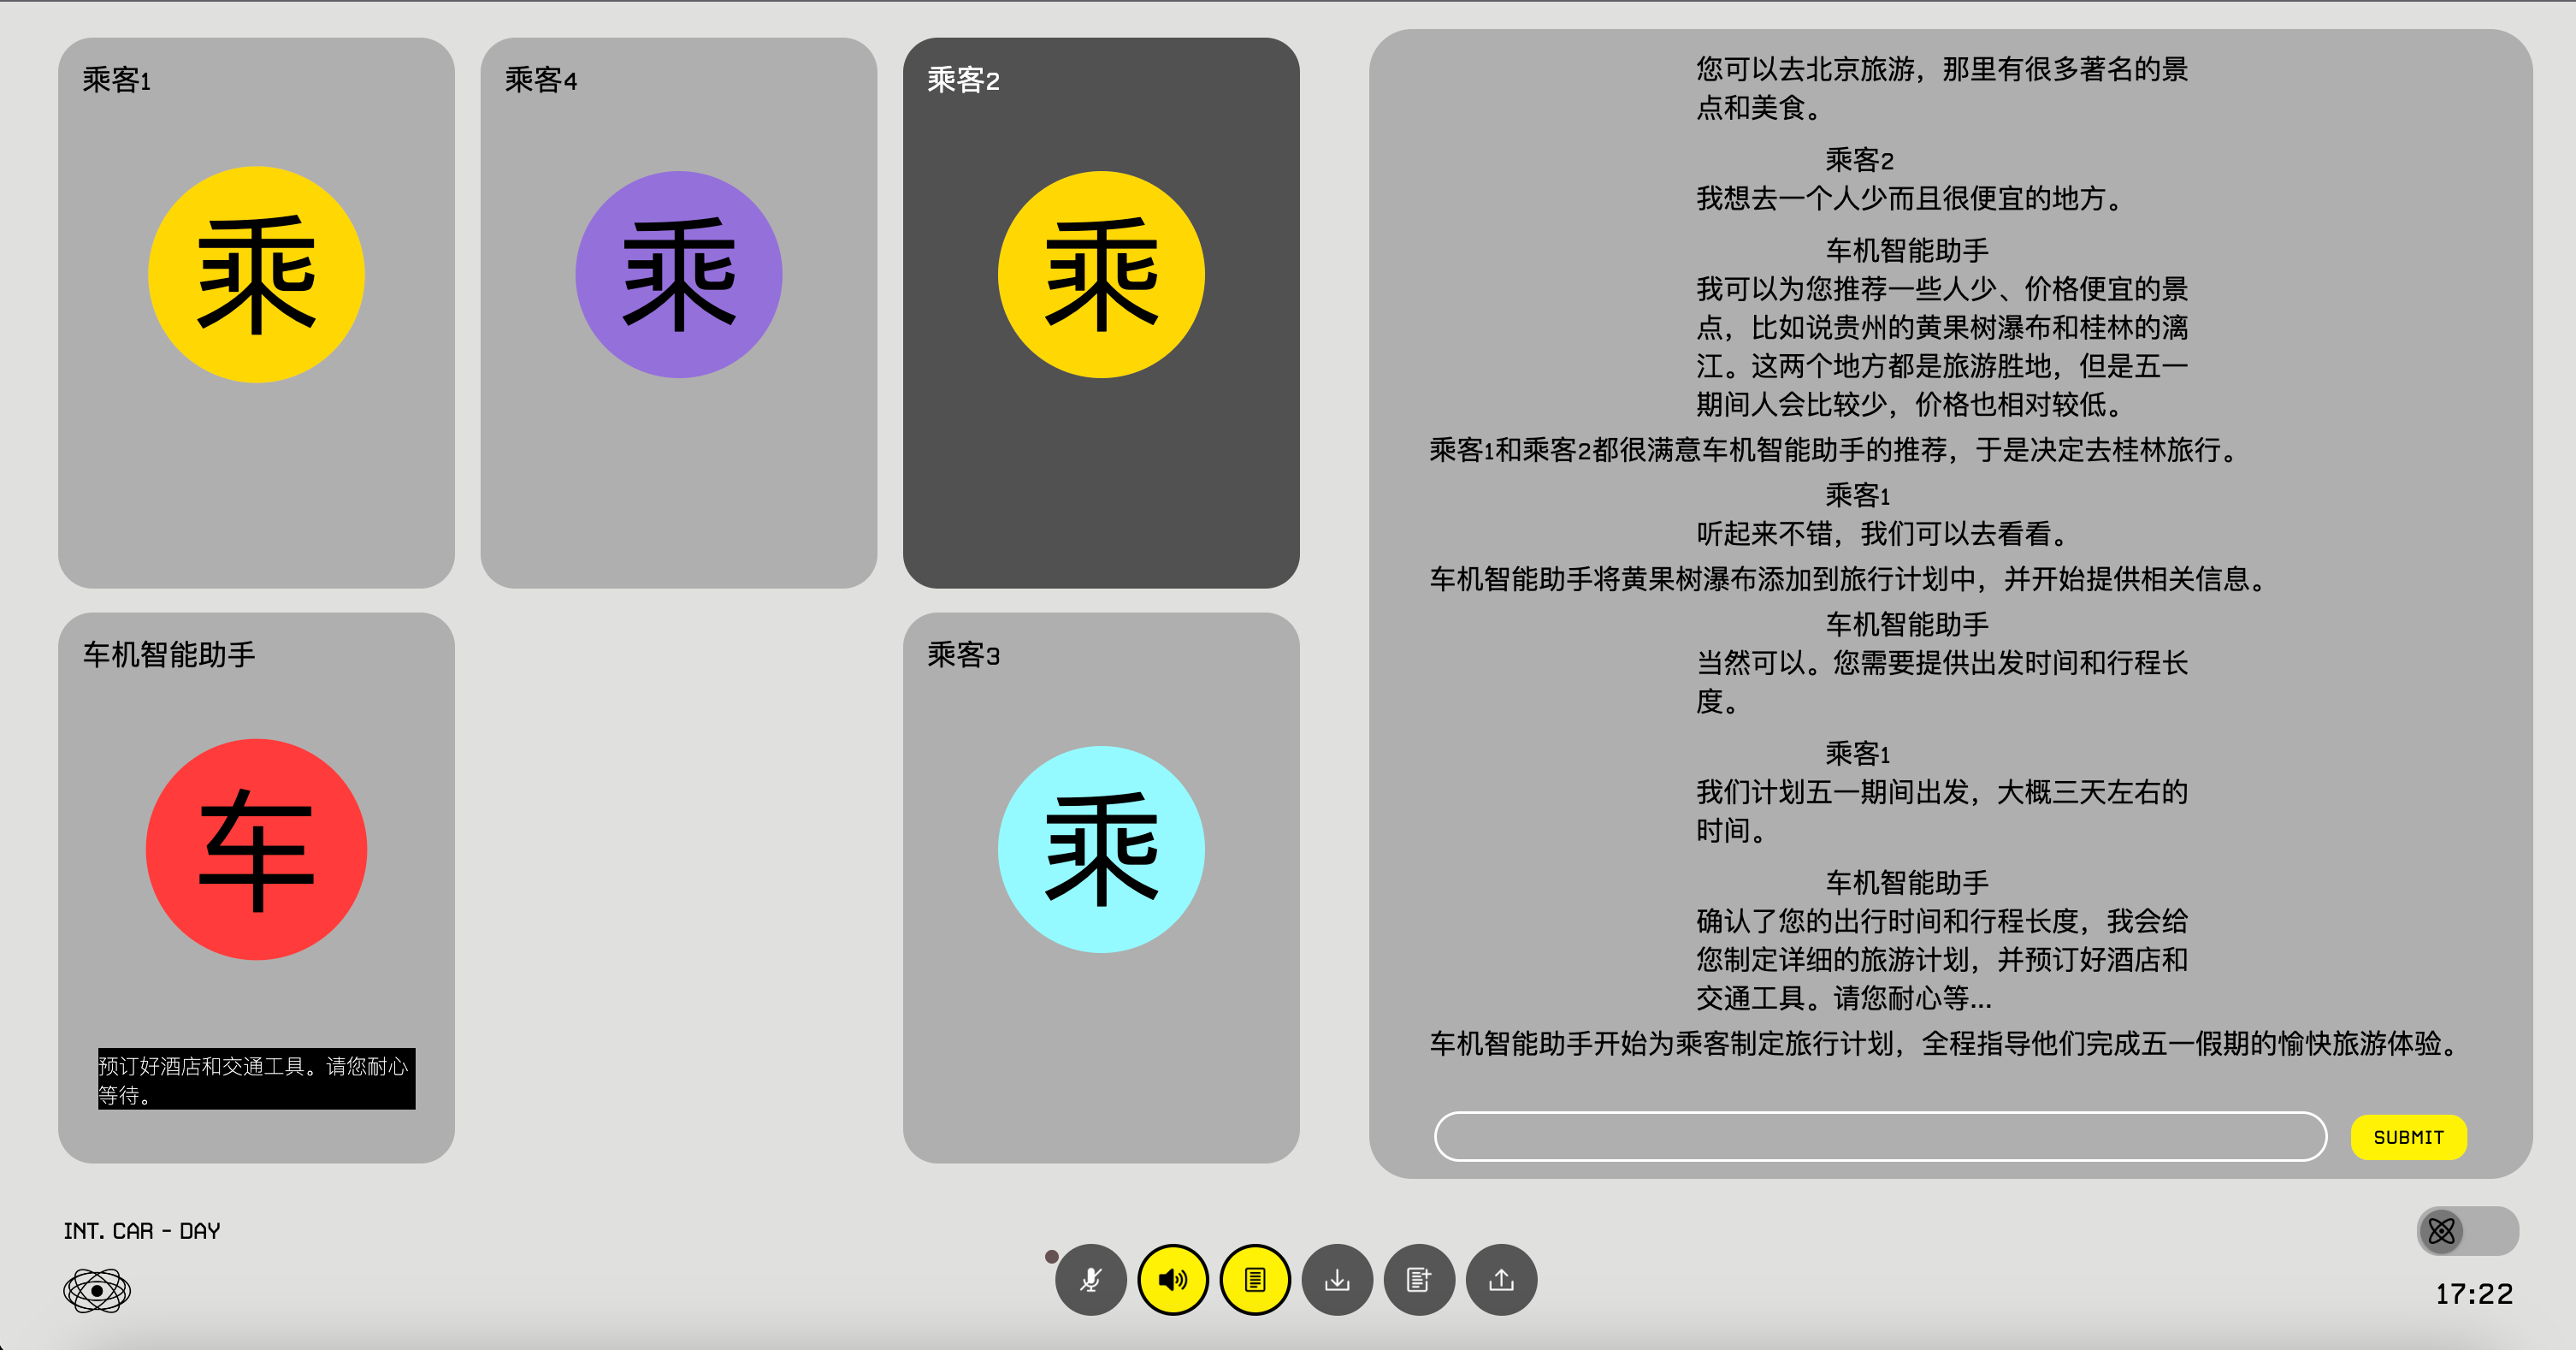 乘客1
乘
乘客4
乘
乘客2
乘
车机智能助手
车
预订好酒店和交通工具。请您耐心
等待。
乘客3
乘
您可以去北京旅游，那里有很多著名的景
点和美食。
乘客2
我想去一个人少而且很便宜的地方。
车机智能助手
我可以为您推荐一些人少、价格便宜的景
点，比如说贵州的黄果树瀑布和桂林的漓
江。这两个地方都是旅游胜地，但是五一
期间人会比较少，价格也相对较低。
乘客1和乘客2都很满意车机智能助手的推荐，于是决定去桂林旅行。
乘客1
听起来不错，我们可以去看看。
车机智能助手将黄果树瀑布添加到旅行计划中，并开始提供相关信息。
车机智能助手
当然可以。您需要提供出发时间和行程长
度。
乘客1
我们计划五一期间出发，大概三天左右的
时间。
车机智能助手
确认了您的出行时间和行程长度，我会给
您制定详细的旅游计划，并预订好酒店和
交通工具。请您耐心等...
车机智能助手开始为乘客制定旅行计划，全程指导他们完成五一假期的愉快旅游体验。
SUBMIT
INT. CAR - DAY
17:22